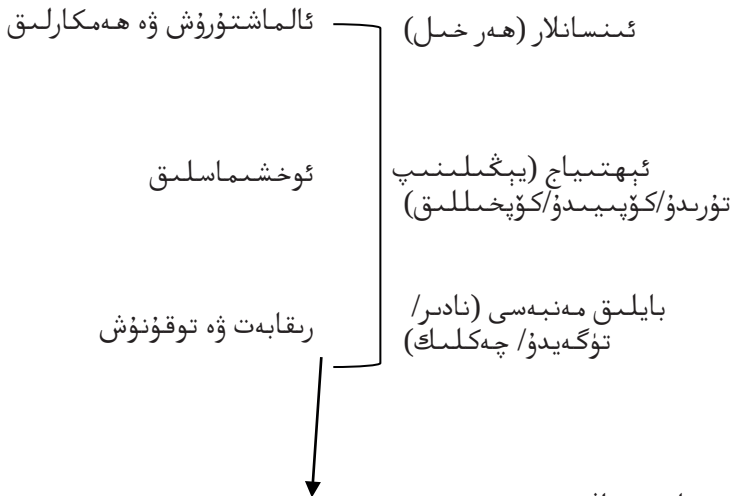 ئىنسانلار (ھەر خىل)
ئالماشتۇرۇش ۋە ھەمكارلىق
ئېھتىياج (يېڭىلىنىپ
تۇرىدۇ/كۆپىيىدۇ/كۆپخىللىق)
ئوخشىماسلىق
بايلىق مەنبەسى (نادىر/
تۈگەيدۇ/ چەكلىك)
رىقابەت ۋە توقۇنۇش